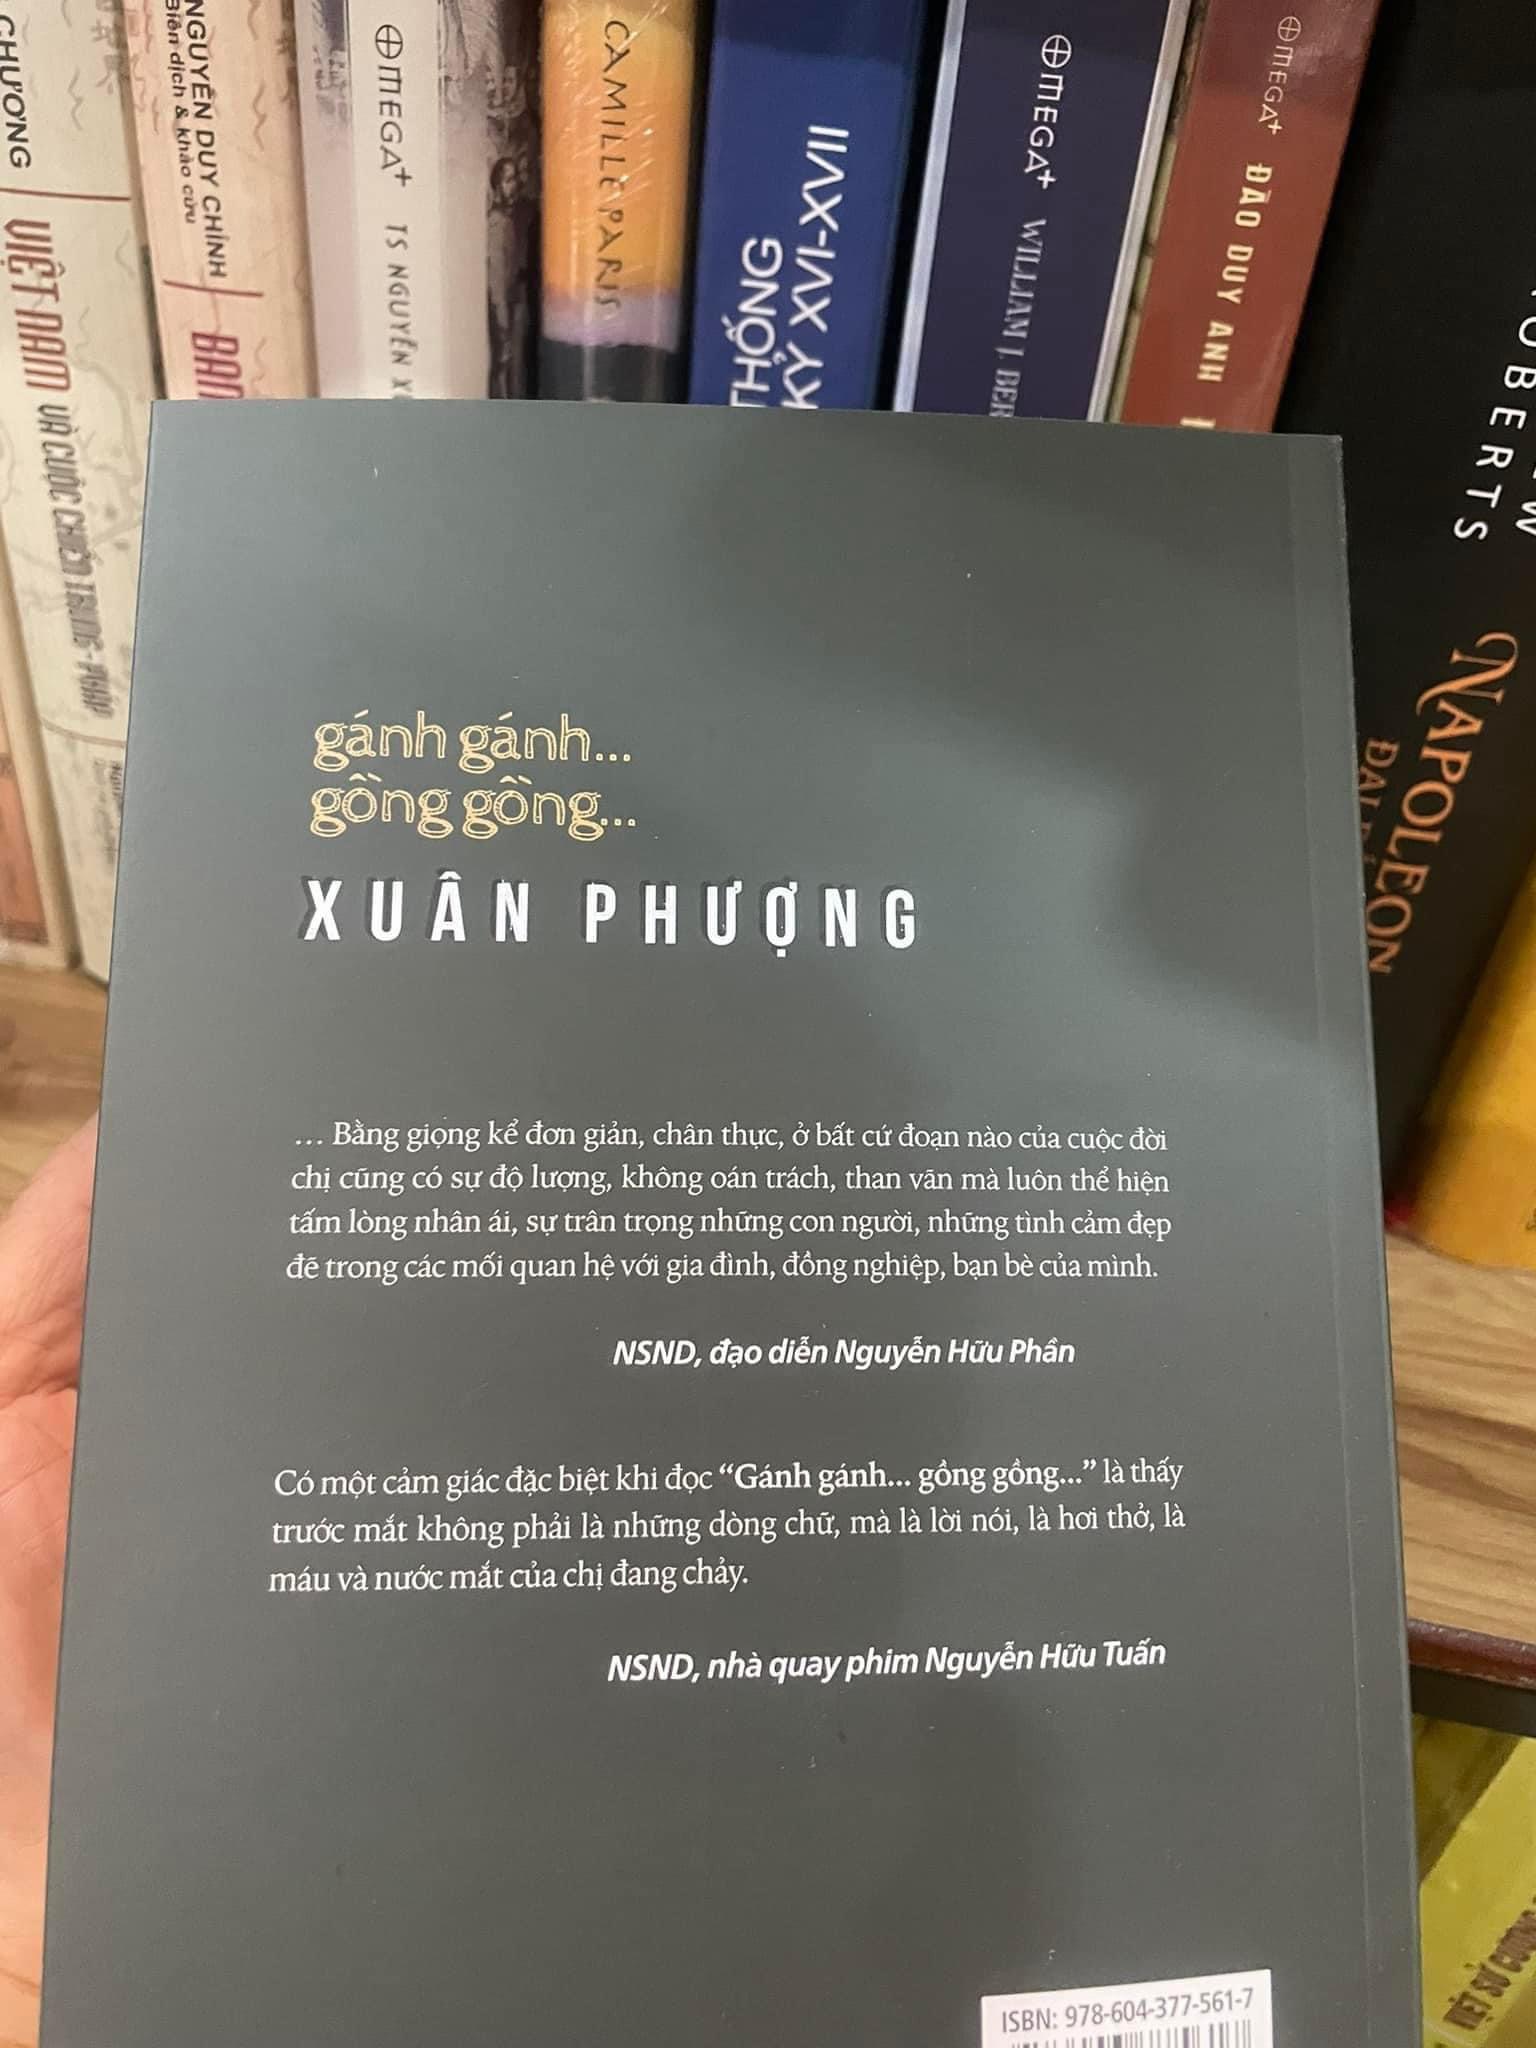 CHƯƠNG
VIỆT NAM VÀ CUỘC CHIẾN TRUNG-PHÁP
NGUYỄN DUY CHÍNH
Biên dịch & khảo cứu
OMEGA+ TS NGUYỄN
CAMILLE PARIS
THỐNG
KỶ XVI-XVII
OMEGA+ WILLIAM J.
OMEGA+ ĐÀO DUY ANH
ROBERTS
NAPOLÉON
gánh gánh...
gồng gồng...
XUÂN PHƯỢNG
... Bằng giọng kể đơn giản, chân thực, ở bất cứ đoạn nào của cuộc đời
chị cũng có sự độ lượng, không oán trách, than vãn mà luôn thể hiện
tấm lòng nhân ái, sự trân trọng những con người, những tình cảm đẹp
đẽ trong các mối quan hệ với gia đình, đồng nghiệp, bạn bè của mình.
NSND, đạo diễn Nguyễn Hữu Phần
Có một cảm giác đặc biệt khi đọc “Gánh gánh... gồng gồng...” là thấy
trước mắt không phải là những dòng chữ, mà là lời nói, là hơi thở, là
máu và nước mắt của chị đang chảy.
NSND, nhà quay phim Nguyễn Hữu Tuấn
ISBN: 978-604-377-561-7